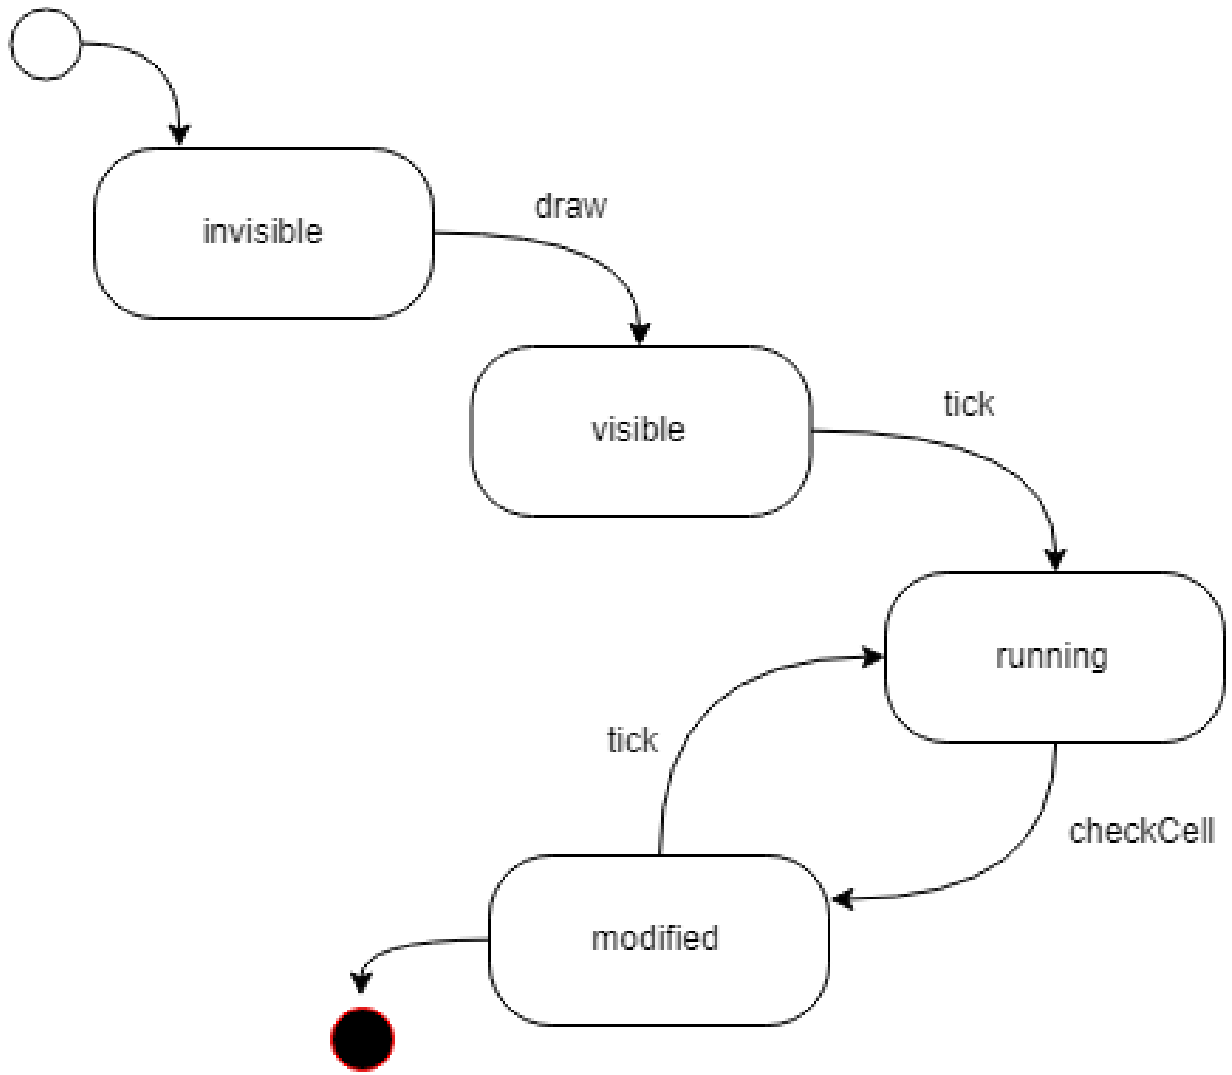 draw
invisible
tick
visible
running
tick
checkCell
modified